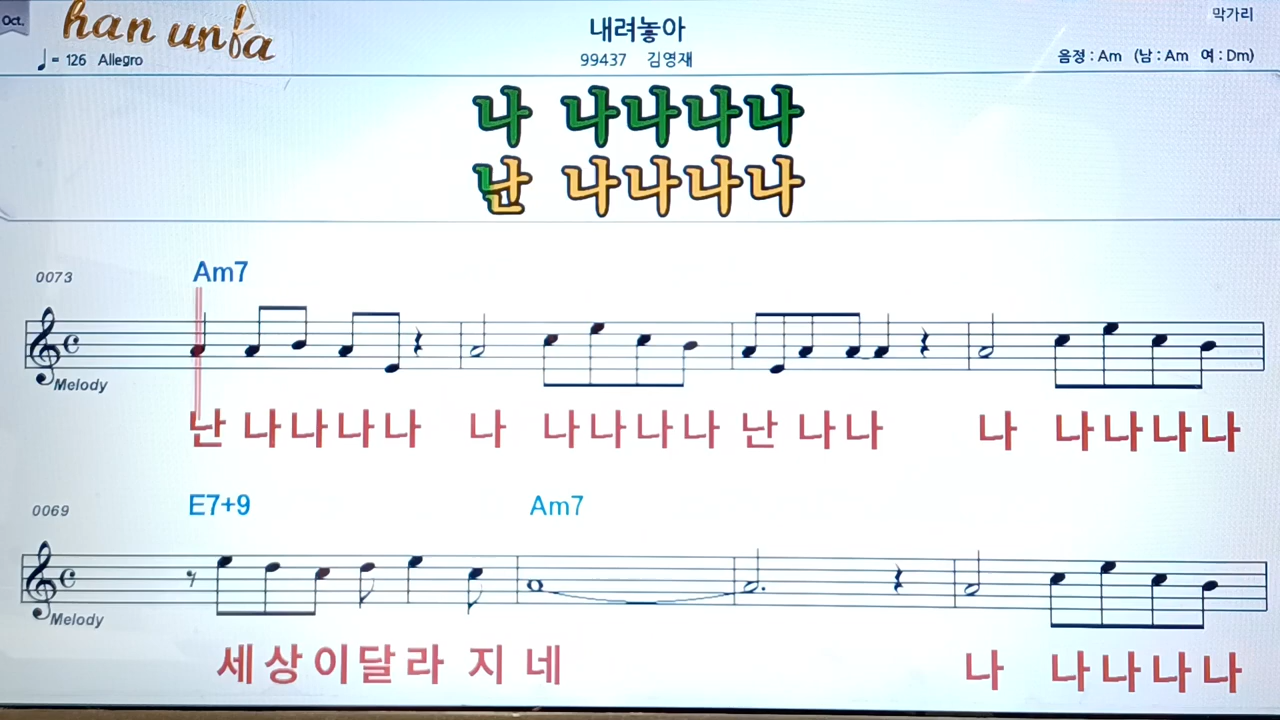 Oct.
han unfa
내려놓아
막가리
♩= 126 Allegro
99437 김영재
음정 : Am (남 : Am 여 : Dm)
나 나나나나
난 나나나나
0073
Am7
Melody
난 나나나나 나 나나나나 난 나나 나 나나나나
0069
E7+9 Am7
Melody
세상이달라 지 네 나 나나나나